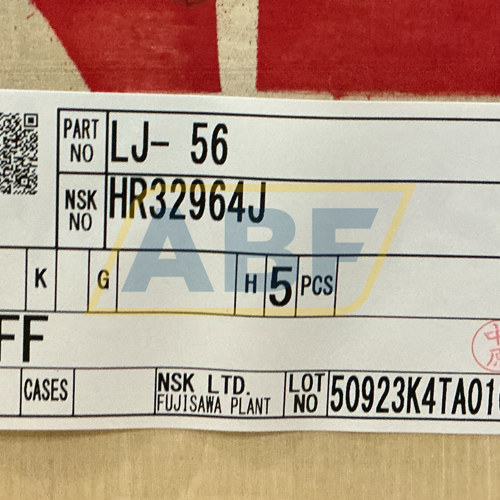 PART NO LJ- 56
NSK NO HR32964J
K G H 5 PCS
FF
CASES NSK LTD. FUJISAWA PLANT LOT NO 50923K4TA01
ABF